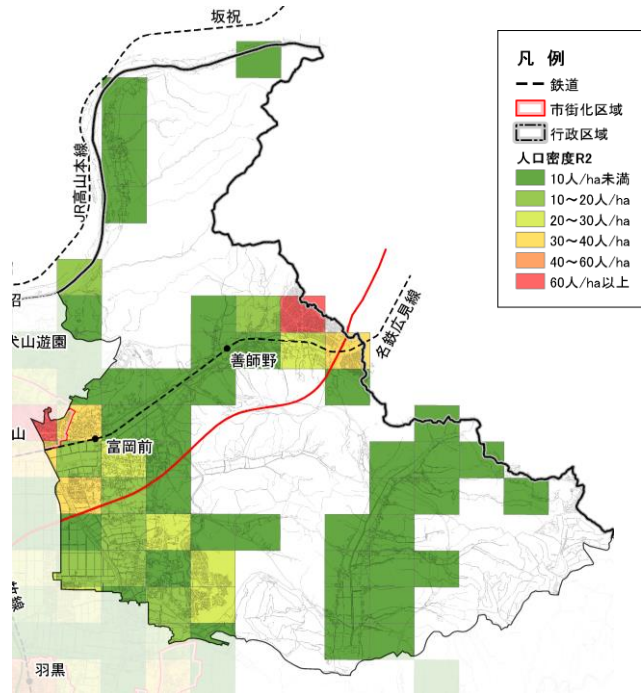 坂祝
JR高山本線
犬山遊園
善師野
名鉄広見線
富岡前
山
羽黒
凡 例
鉄道
市街化区域
行政区域
人口密度R2
10人/ha未満
10～20人/ha
20～30人/ha
30～40人/ha
40～60人/ha
60人/ha以上